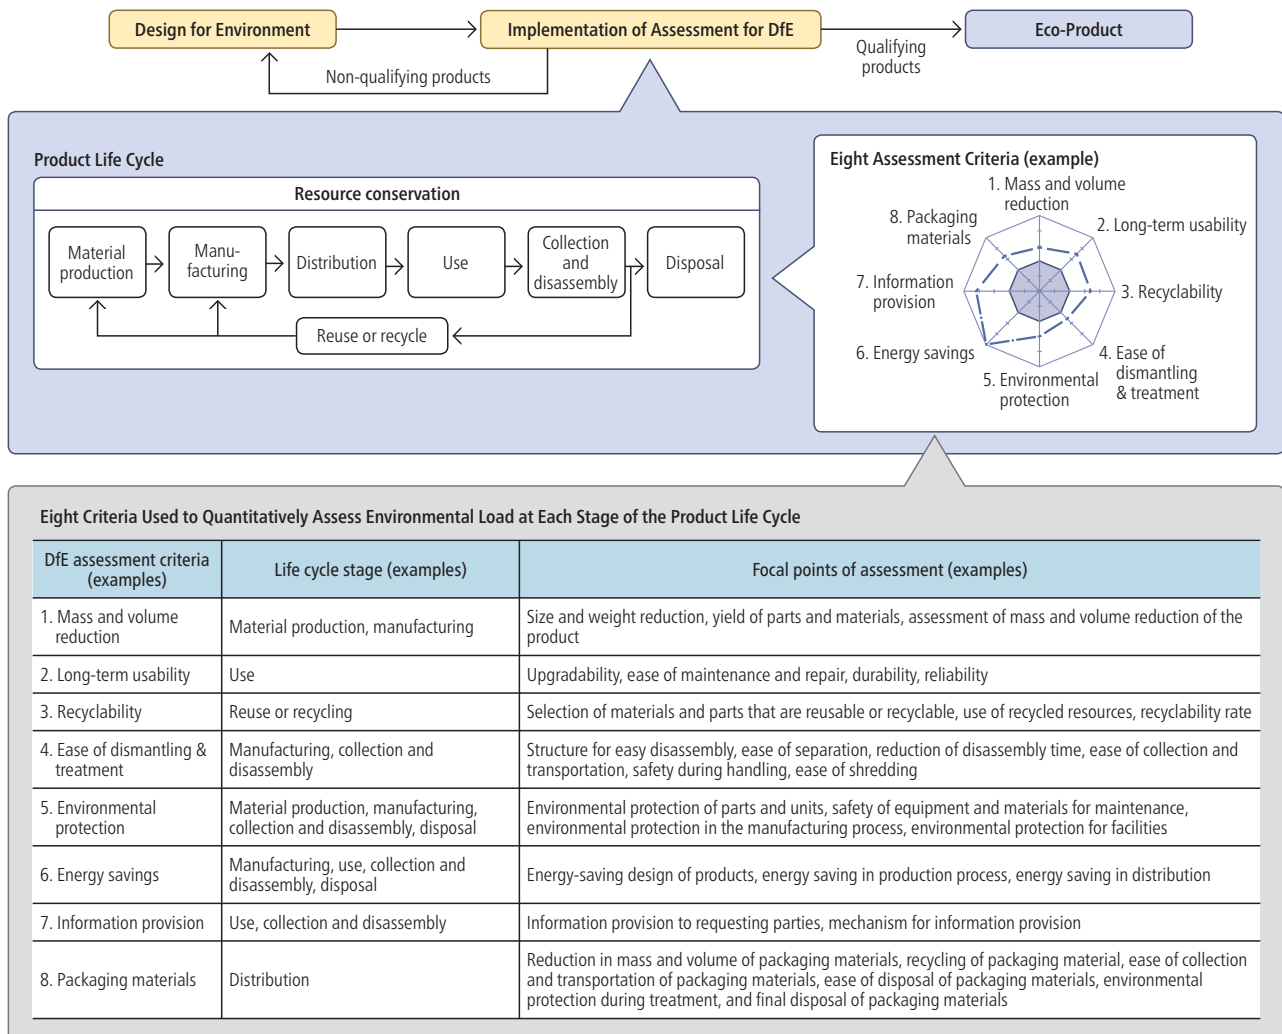 Design for Environment
Implementation of Assessment for DfE
Eco-Product
Qualifying
products
Non-qualifying products
Product Life Cycle
Resource conservation
Material
production
Manu-
facturing
Distribution
Use
Collection
and
disassembly
Disposal
Reuse or recycle
Eight Assessment Criteria (example)
1. Mass and volume
reduction
2. Long-term usability
3. Recyclability
4. Ease of
dismantling
& treatment
5. Environmental
protection
6. Energy savings
7. Information
provision
8. Packaging
materials
Eight Criteria Used to Quantitatively Assess Environmental Load at Each Stage of the Product Life Cycle
DfE assessment criteria
(examples)
Life cycle stage (examples)
Focal points of assessment (examples)
1. Mass and volume
reduction
Material production, manufacturing
Size and weight reduction, yield of parts and materials, assessment of mass and volume reduction of the
product
2. Long-term usability
Use
Upgradability, ease of maintenance and repair, durability, reliability
3. Recyclability
Reuse or recycling
Selection of materials and parts that are reusable or recyclable, use of recycled resources, recyclability rate
4. Ease of dismantling &
treatment
Manufacturing, collection and
disassembly
Structure for easy disassembly, ease of separation, reduction of disassembly time, ease of collection and
transportation, safety during handling, ease of shredding
5. Environmental
protection
Material production, manufacturing,
collection and disassembly, disposal
Environmental protection of parts and units, safety of equipment and materials for maintenance,
environmental protection in the manufacturing process, environmental protection for facilities
6. Energy savings
Manufacturing, use, collection and
disassembly, disposal
Energy-saving design of products, energy saving in production process, energy saving in distribution
7. Information provision
Use, collection and disassembly
Information provision to requesting parties, mechanism for information provision
8. Packaging materials
Distribution
Reduction in mass and volume of packaging materials, recycling of packaging material, ease of collection
and transportation of packaging materials, ease of disposal of packaging materials, environmental
protection during treatment, and final disposal of packaging materials